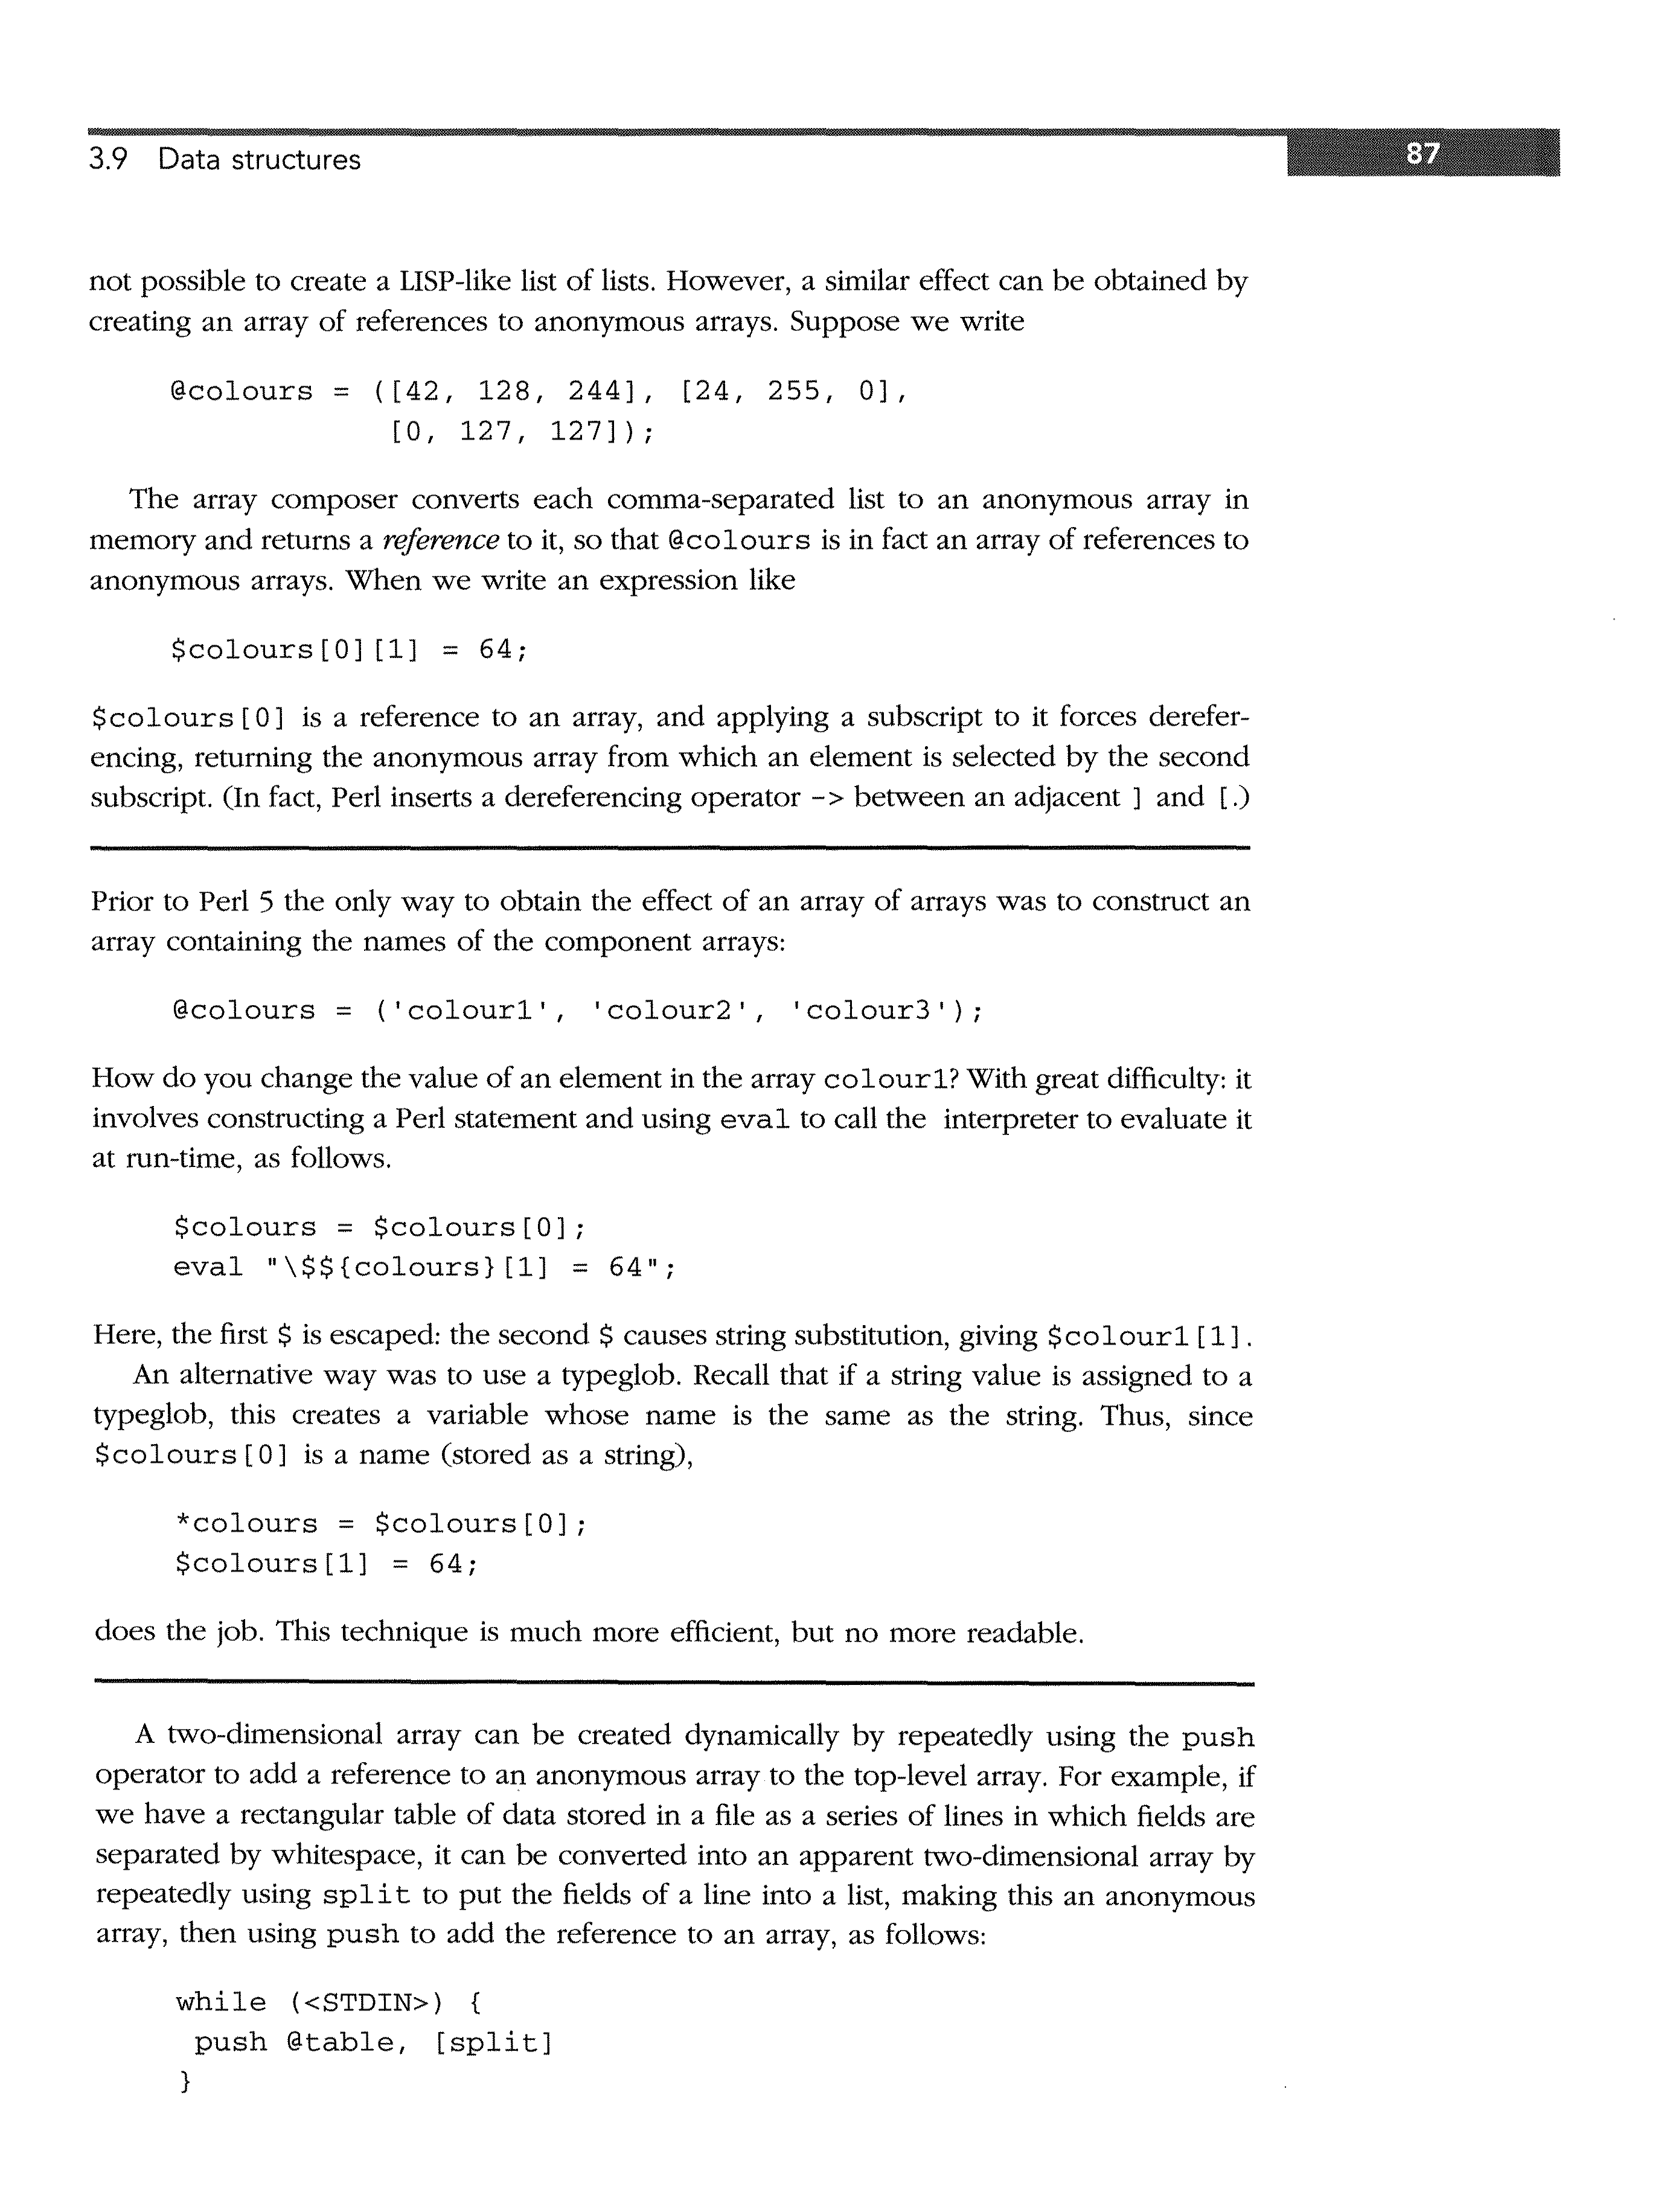 3.9 Data structures
87
not possible to create a LISP-like list of lists. However, a similar effect can be obtained by
creating an array of references to anonymous arrays. Suppose we write
@colours = ([42, 128, 244], [24, 255, 0],
[0, 127, 127]);
The array composer converts each comma-separated list to an anonymous array in
memory and returns a reference to it, so that @colours is in fact an array of references to
anonymous arrays. When we write an expression like
$colours[0][1] = 64;
$colours[0] is a reference to an array, and applying a subscript to it forces derefer-
encing, returning the anonymous array from which an element is selected by the second
subscript. (In fact, Perl inserts a dereferencing operator -> between an adjacent ] and [.)
Prior to Perl 5 the only way to obtain the effect of an array of arrays was to construct an
array containing the names of the component arrays:
@colours = ('colour1', 'colour2', 'colour3');
How do you change the value of an element in the array colour1? With great difficulty: it
involves constructing a Perl statement and using eval to call the interpreter to evaluate it
at run-time, as follows.
$colours = $colours[0];
eval "\$${colours}[1] = 64";
Here, the first $ is escaped: the second $ causes string substitution, giving $colour1[1].
An alternative way was to use a typeglob. Recall that if a string value is assigned to a
typeglob, this creates a variable whose name is the same as the string. Thus, since
$colours[0] is a name (stored as a string),
*colours = $colours[0];
$colours[1] = 64;
does the job. This technique is much more efficient, but no more readable.
A two-dimensional array can be created dynamically by repeatedly using the push
operator to add a reference to an anonymous array to the top-level array. For example, if
we have a rectangular table of data stored in a file as a series of lines in which fields are
separated by whitespace, it can be converted into an apparent two-dimensional array by
repeatedly using split to put the fields of a line into a list, making this an anonymous
array, then using push to add the reference to an array, as follows:
while (<STDIN>) {
push @table, [split]
}